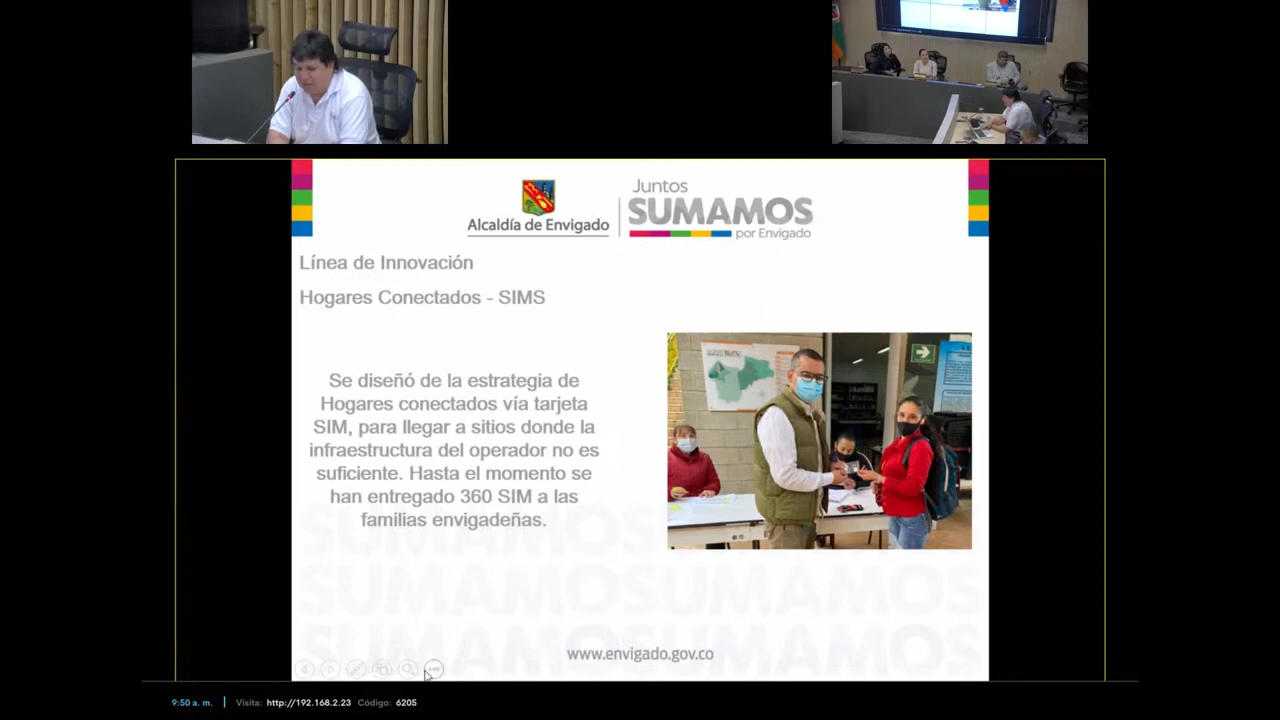 Alcaldía de Envigado
Juntos
SUMAMOS
por Envigado
Línea de Innovación
Hogares Conectados - SIMS
Se diseñó de la estrategia de
Hogares conectados vía tarjeta
SIM, para llegar a sitios donde la
infraestructura del operador no es
suficiente. Hasta el momento se
han entregado 360 SIM a las
familias envigadeñas.
SUMAMOS
SUMAMOSSUMAMOS
SUMAMOSSUMAMOS
www.envigado.gov.co
9:50 a. m. Visita: http://192.168.2.23 Código: 6205